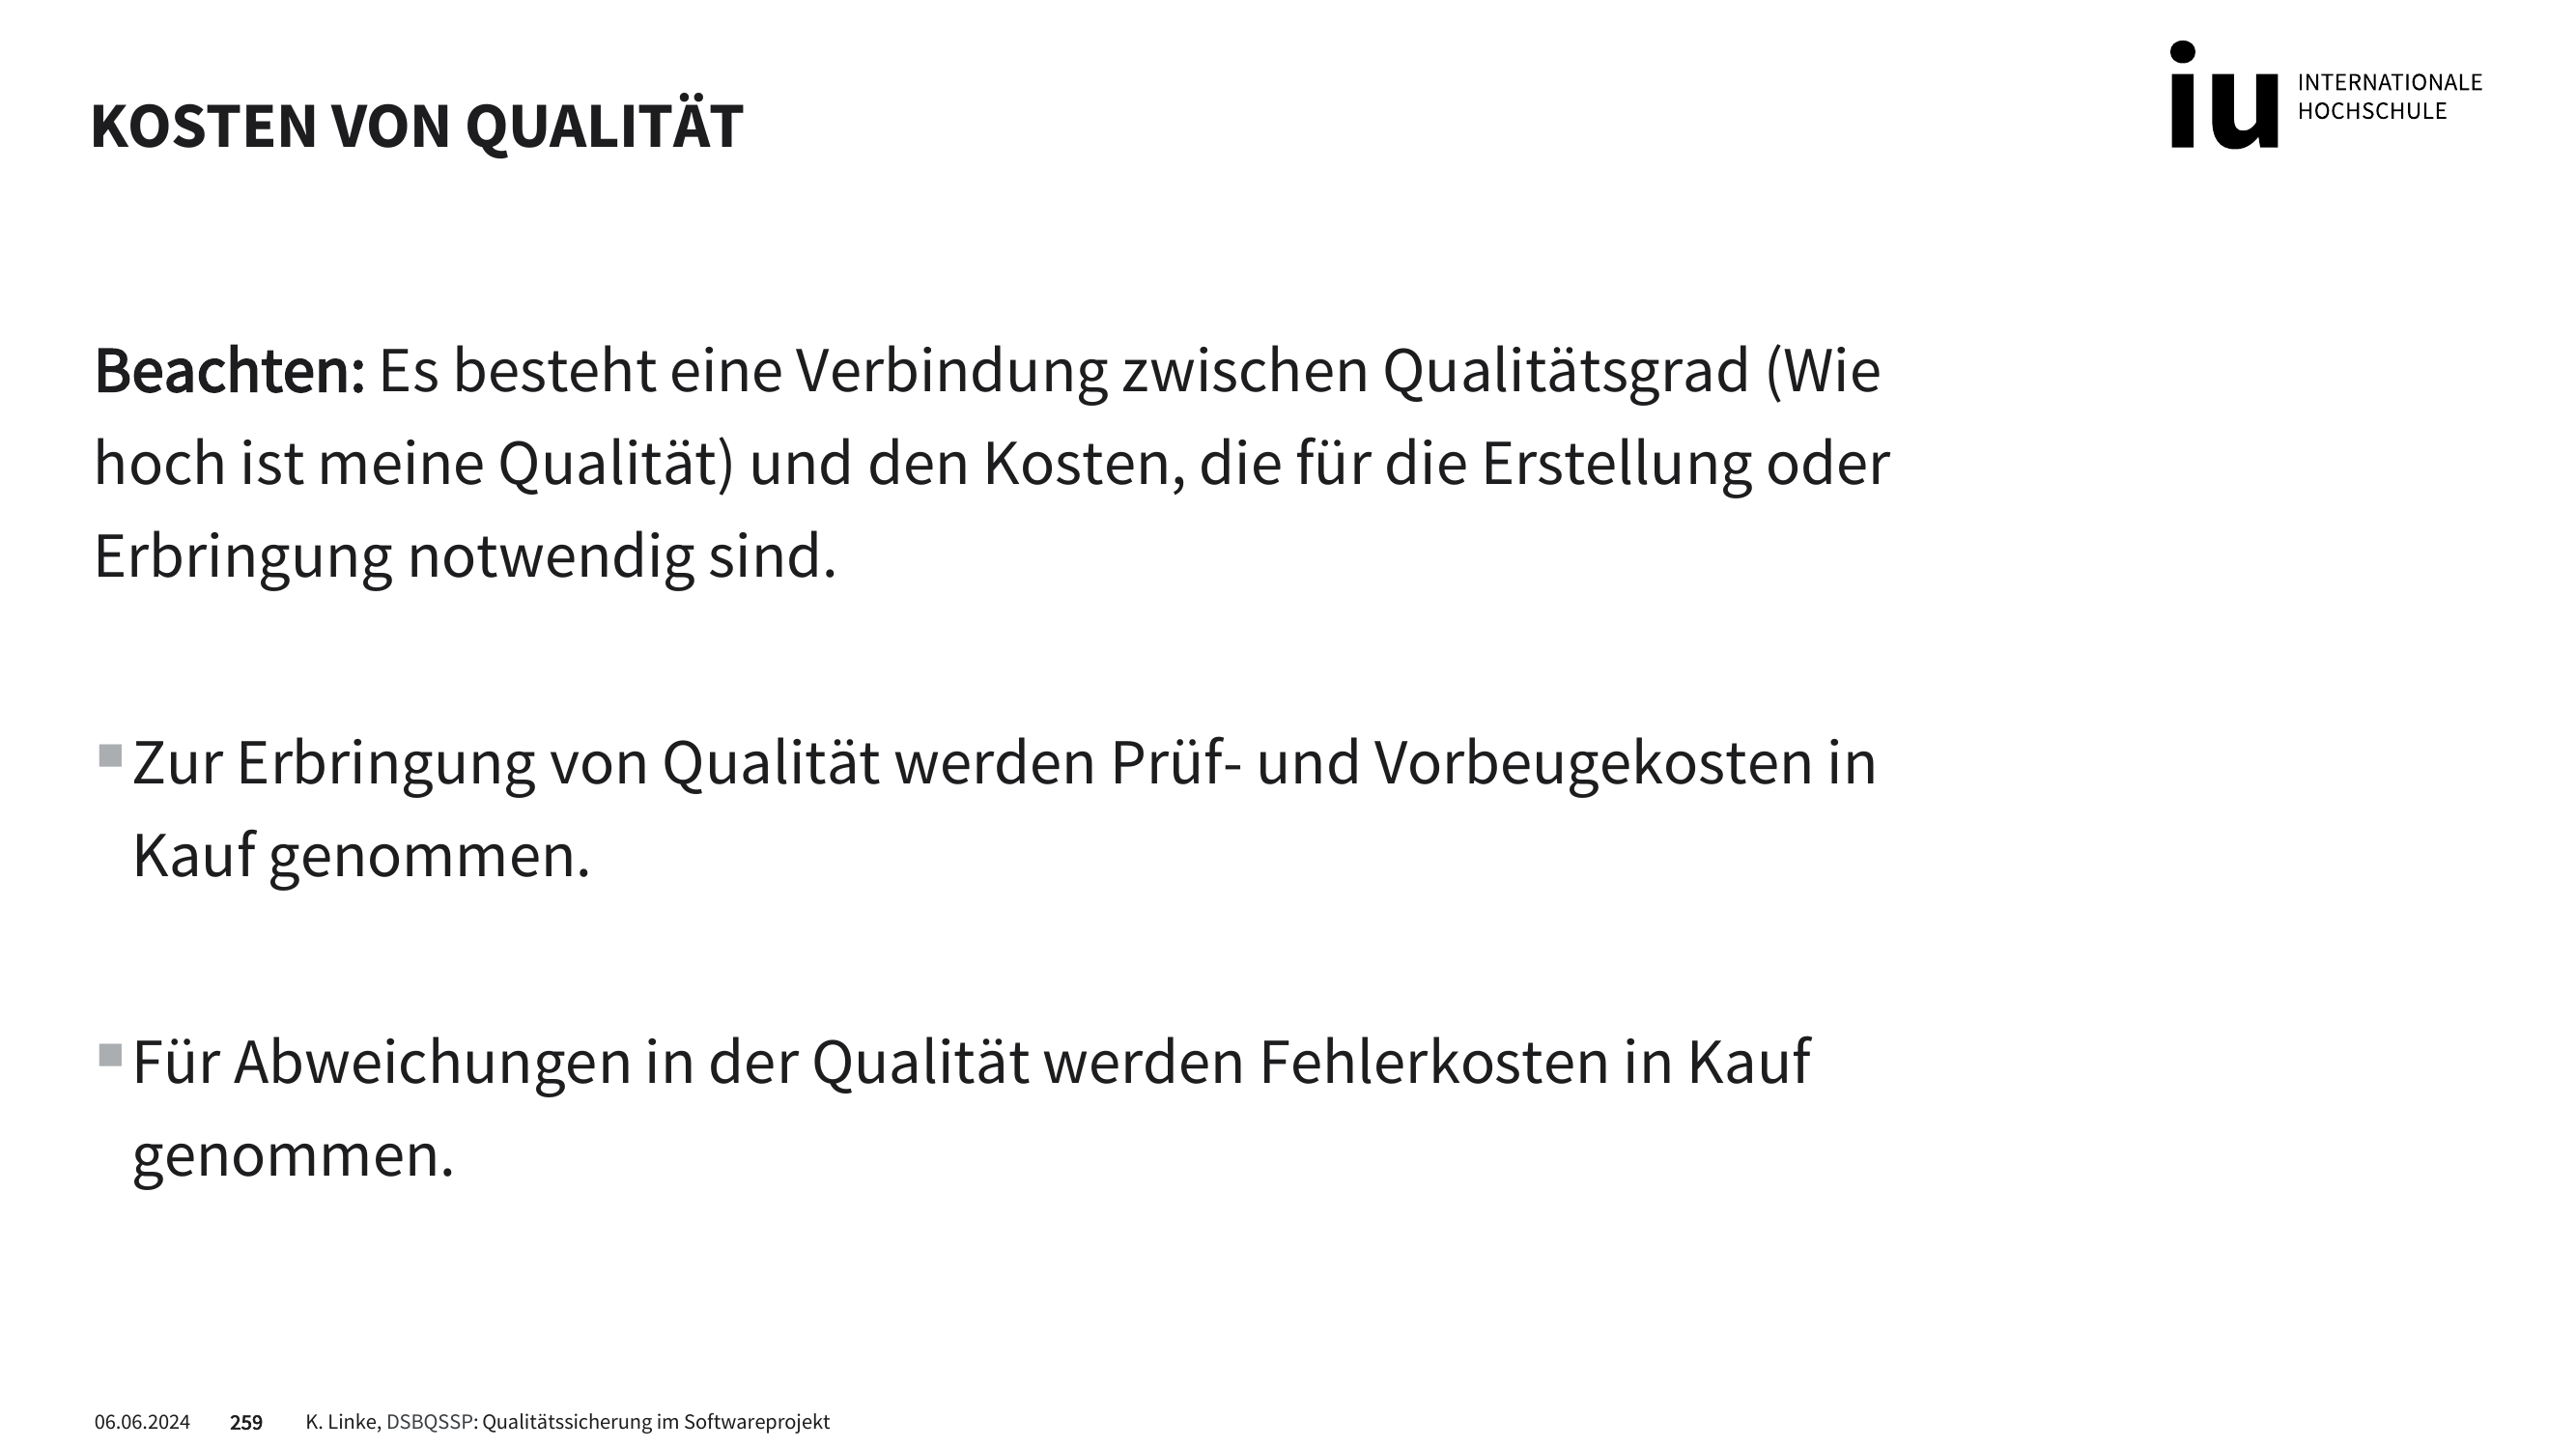 KOSTEN VON QUALITÄT
iu INTERNATIONALE
HOCHSCHULE
Beachten: Es besteht eine Verbindung zwischen Qualitätsgrad (Wie
hoch ist meine Qualität) und den Kosten, die für die Erstellung oder
Erbringung notwendig sind.
Zur Erbringung von Qualität werden Prüf- und Vorbeugekosten in
Kauf genommen.
Für Abweichungen in der Qualität werden Fehlerkosten in Kauf
genommen.
06.06.2024 259 K. Linke, DSBQSSP: Qualitätssicherung im Softwareprojekt